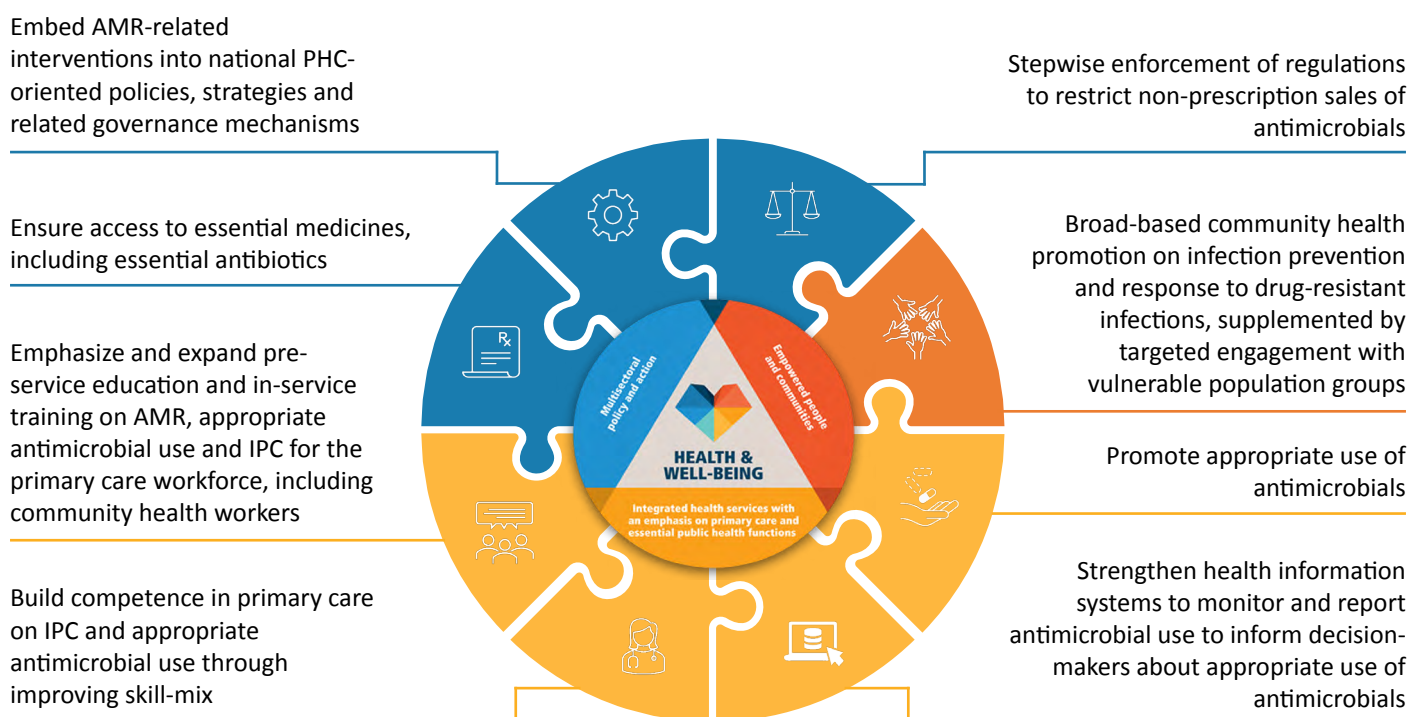 Embed AMR-related
interventions into national PHC-
oriented policies, strategies and
related governance mechanisms
Ensure access to essential medicines,
including essential antibiotics
Emphasize and expand pre-
service education and in-service
training on AMR, appropriate
antimicrobial use and IPC for the
primary care workforce, including
community health workers
Build competence in primary care
on IPC and appropriate
antimicrobial use through
improving skill-mix
Rx
Multisectoral
policy and action
Empowered people
and communities
HEALTH &
WELL-BEING
Integrated health services with
an emphasis on primary care and
essential public health functions
Stepwise enforcement of regulations
to restrict non-prescription sales of
antimicrobials
Broad-based community health
promotion on infection prevention
and response to drug-resistant
infections, supplemented by
targeted engagement with
vulnerable population groups
Promote appropriate use of
antimicrobials
Strengthen health information
systems to monitor and report
antimicrobial use to inform decision-
makers about appropriate use of
antimicrobials